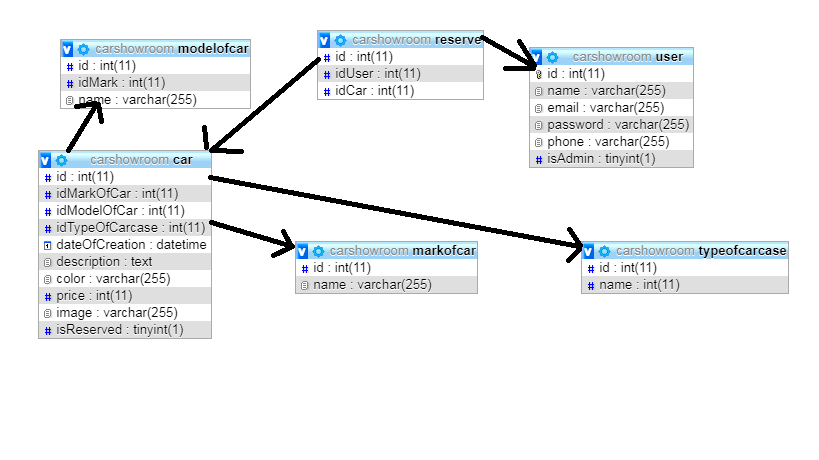 carshowroom modelofcar
id : int(11)
idMark : int(11)
name : varchar(255)
carshowroom reserve
id : int(11)
idUser : int(11)
idCar : int(11)
carshowroom user
id : int(11)
name : varchar(255)
email : varchar(255)
password : varchar(255)
phone : varchar(255)
isAdmin : tinyint(1)
carshowroom car
id : int(11)
idMarkOfCar : int(11)
idModelOfCar : int(11)
idTypeOfCarcase : int(11)
dateOfCreation : datetime
description : text
color : varchar(255)
price : int(11)
image : varchar(255)
isReserved : tinyint(1)
carshowroom markofcar
id : int(11)
name : varchar(255)
carshowroom typeofcarcase
id : int(11)
name : int(11)